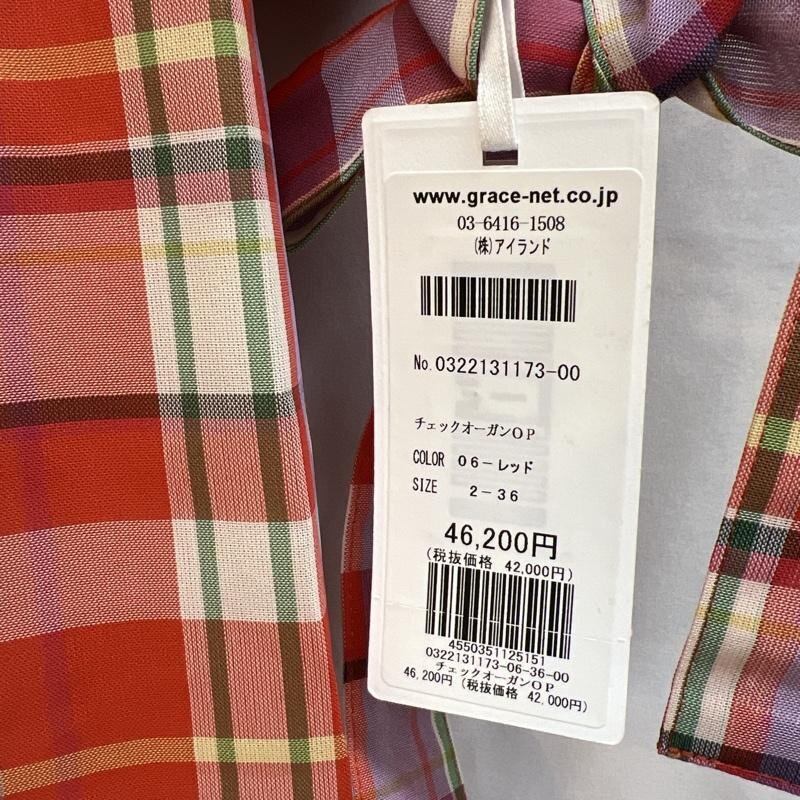 www.grace-net.co.jp
03-6416-1508
(株)アイランド
No.0322131173-00
チェックオーガンOP
COLOR 06-レッド
SIZE 2-36
46,200円
(税抜価格 42,000円)
4550351125151
0322131173-06-36-00
チェックオーガンOP
46,200円 (税抜価格 42,000円)